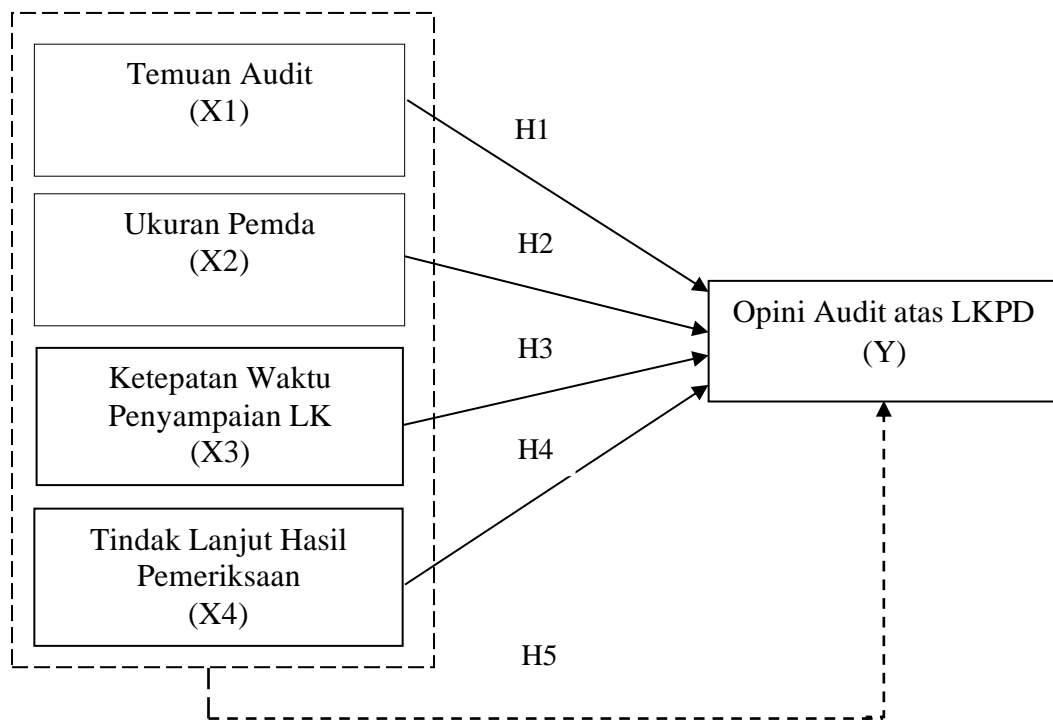 Temuan Audit
(X1)
H1
Ukuran Pemda
(X2)
H2
Opini Audit atas LKPD
(Y)
Ketepatan Waktu
Penyampaian LK
(X3)
H3
H4
Tindak Lanjut Hasil
Pemeriksaan
(X4)
H5